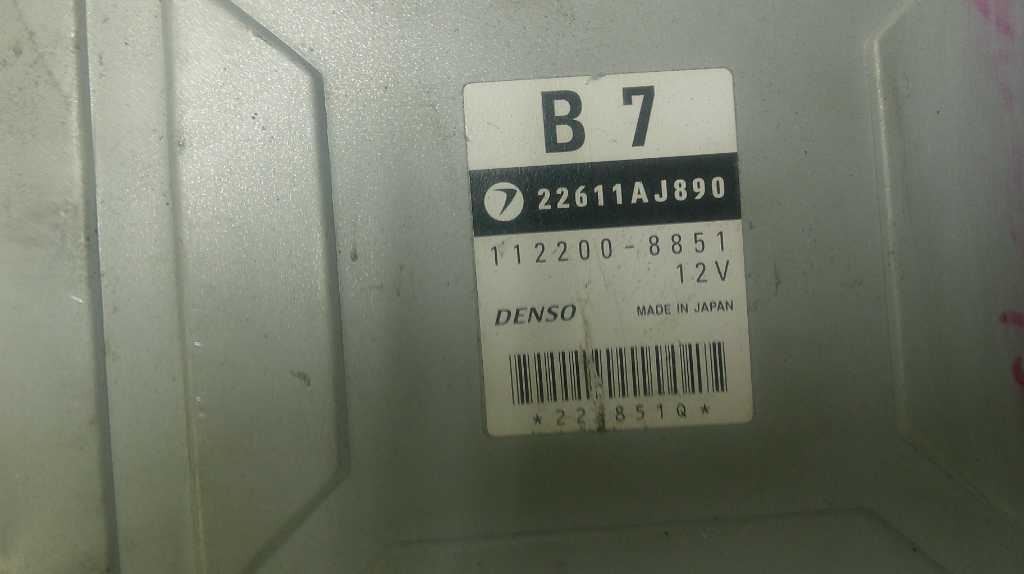 B 7
22611AJ890
112200-8851
12V
DENSO MADE IN JAPAN